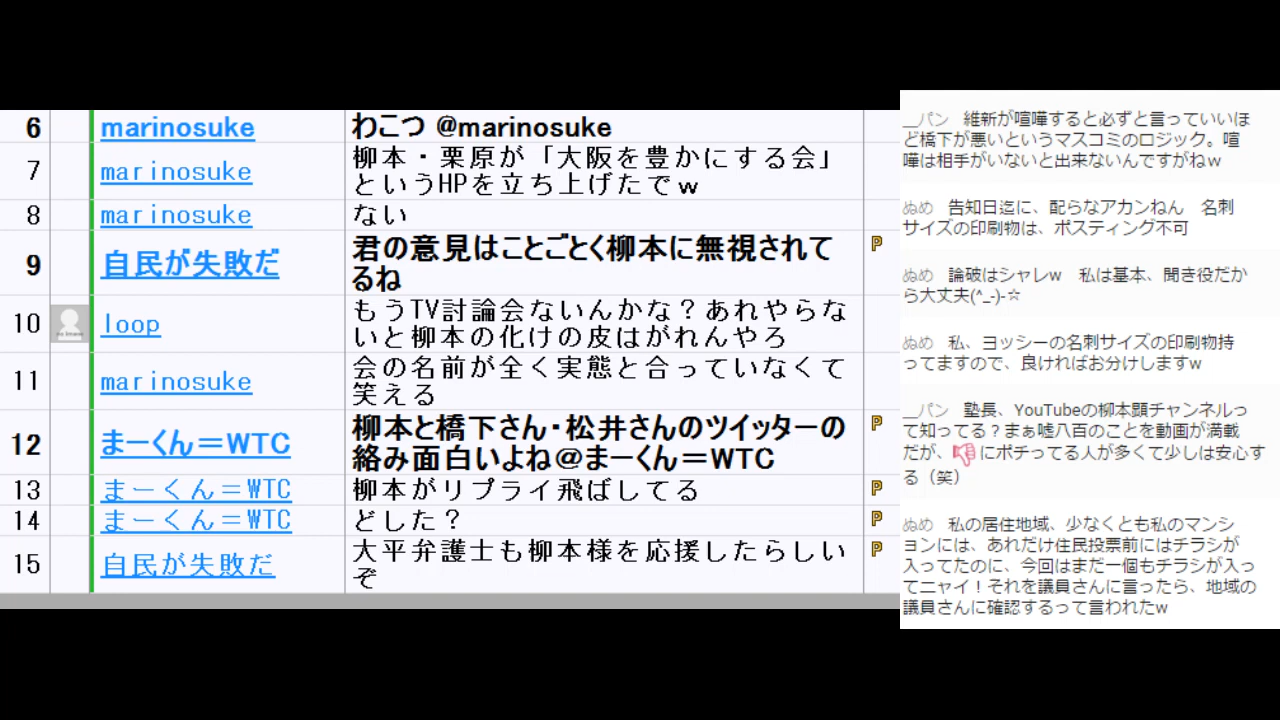 6 marinosuke わこつ @marinosuke
7 marinosuke 柳本・栗原が「大阪を豊かにする会」
というHPを立ち上げたでｗ
8 marinosuke ない
9 自民が失敗だ 君の意見はことごとく柳本に無視されて P
るね
10 loop もうTV討論会ないんかな？あれやらな
いと柳本の化けの皮はがれんやろ
11 marinosuke 会の名前が全く実態と合っていなくて
笑える
12 まーくん＝WTC 柳本と橋下さん・松井さんのツイッターの P
絡み面白いよね＠まーくん＝WTC
13 まーくん＝WTC 柳本がリプライ飛ばしてる P
14 まーくん＝WTC どした？ P
15 自民が失敗だ 大平弁護士も柳本様を応援したらしい P
ぞ
__パン 維新が喧嘩すると必ずと言っていいほ
ど橋下が悪いというマスコミのロジック。喧
嘩は相手がいないと出来ないんですがねｗ
ぬめ 告知日迄に、配らなアカンねん 名刺
サイズの印刷物は、ポスティング不可
ぬめ 論破はシャレw 私は基本、聞き役だか
ら大丈夫(^_-)-☆
ぬめ 私、ヨッシーの名刺サイズの印刷物持
ってますので、良ければお分けしますw
__パン 塾長、YouTubeの柳本顕チャンネルっ
て知ってる？まぁ嘘八百のことを動画が満載
だが、👎にポチってる人が多くて少しは安心す
る（笑）
ぬめ 私の居住地域、少なくとも私のマンシ
ョンには、あれだけ住民投票前にはチラシが
入ってたのに、今回はまだ一個もチラシが入っ
てニャイ！それを議員さんに言ったら、地域の
議員さんに確認するって言われたw